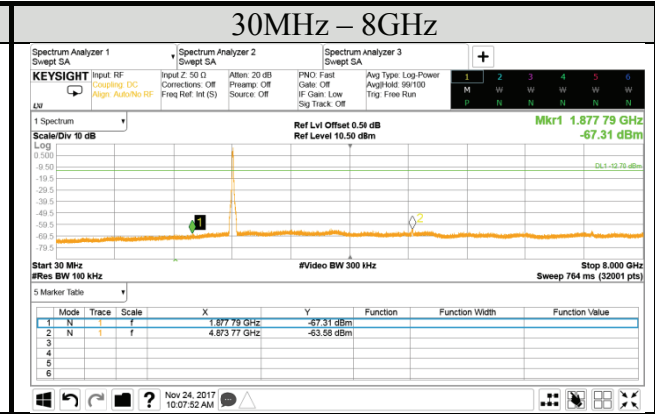 30MHz – 8GHz
Spectrum Analyzer 1
Swept SA
Spectrum Analyzer 2
Swept SA
Spectrum Analyzer 3
Swept SA
+
KEYSIGHT
Input: RF
Coupling: DC
Align: Auto/No RF
Input Z: 50 Ω
Corrections: Off
Freq Ref: Int (S)
Atten: 20 dB
Preamp: Off
Source: Off
PNO: Fast
Gate: Off
IF Gain: Low
Sig Track: Off
Avg Type: Log-Power
Avg|Hold: 99/100
Trig: Free Run
1 2 3 4 5 6
M W W W W W
P N N N N N
LXI
1 Spectrum
Scale/Div 10 dB
Ref Lvl Offset 0.50 dB
Ref Level 10.50 dBm
Mkr1 1.877 79 GHz
-67.31 dBm
Log
0.500
-9.50
-19.5
-29.5
-39.5
-49.5
-59.5
-69.5
-79.5
DL1 -12.70 dBm
1
2
Start 30 MHz
#Res BW 100 kHz
#Video BW 300 kHz
Stop 8.000 GHz
Sweep 764 ms (32001 pts)
5 Marker Table
Mode Trace Scale X Y Function Function Width Function Value
1 N 1 f 1.877 79 GHz -67.31 dBm
2 N 1 f 4.873 77 GHz -63.58 dBm
3
4
5
6
?
Nov 24, 2017
10:07:52 AM